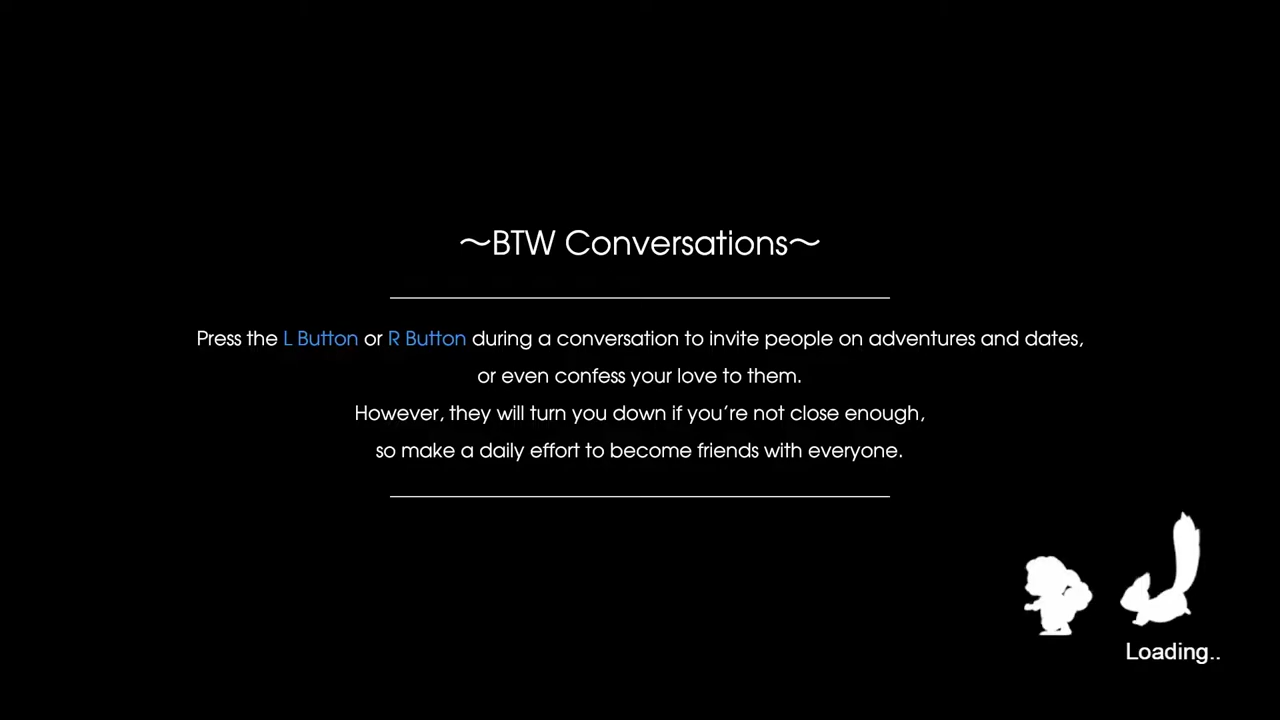 ～BTW Conversations～
Press the L Button or R Button during a conversation to invite people on adventures and dates,
or even confess your love to them.
However, they will turn you down if you’re not close enough,
so make a daily effort to become friends with everyone.
Loading..